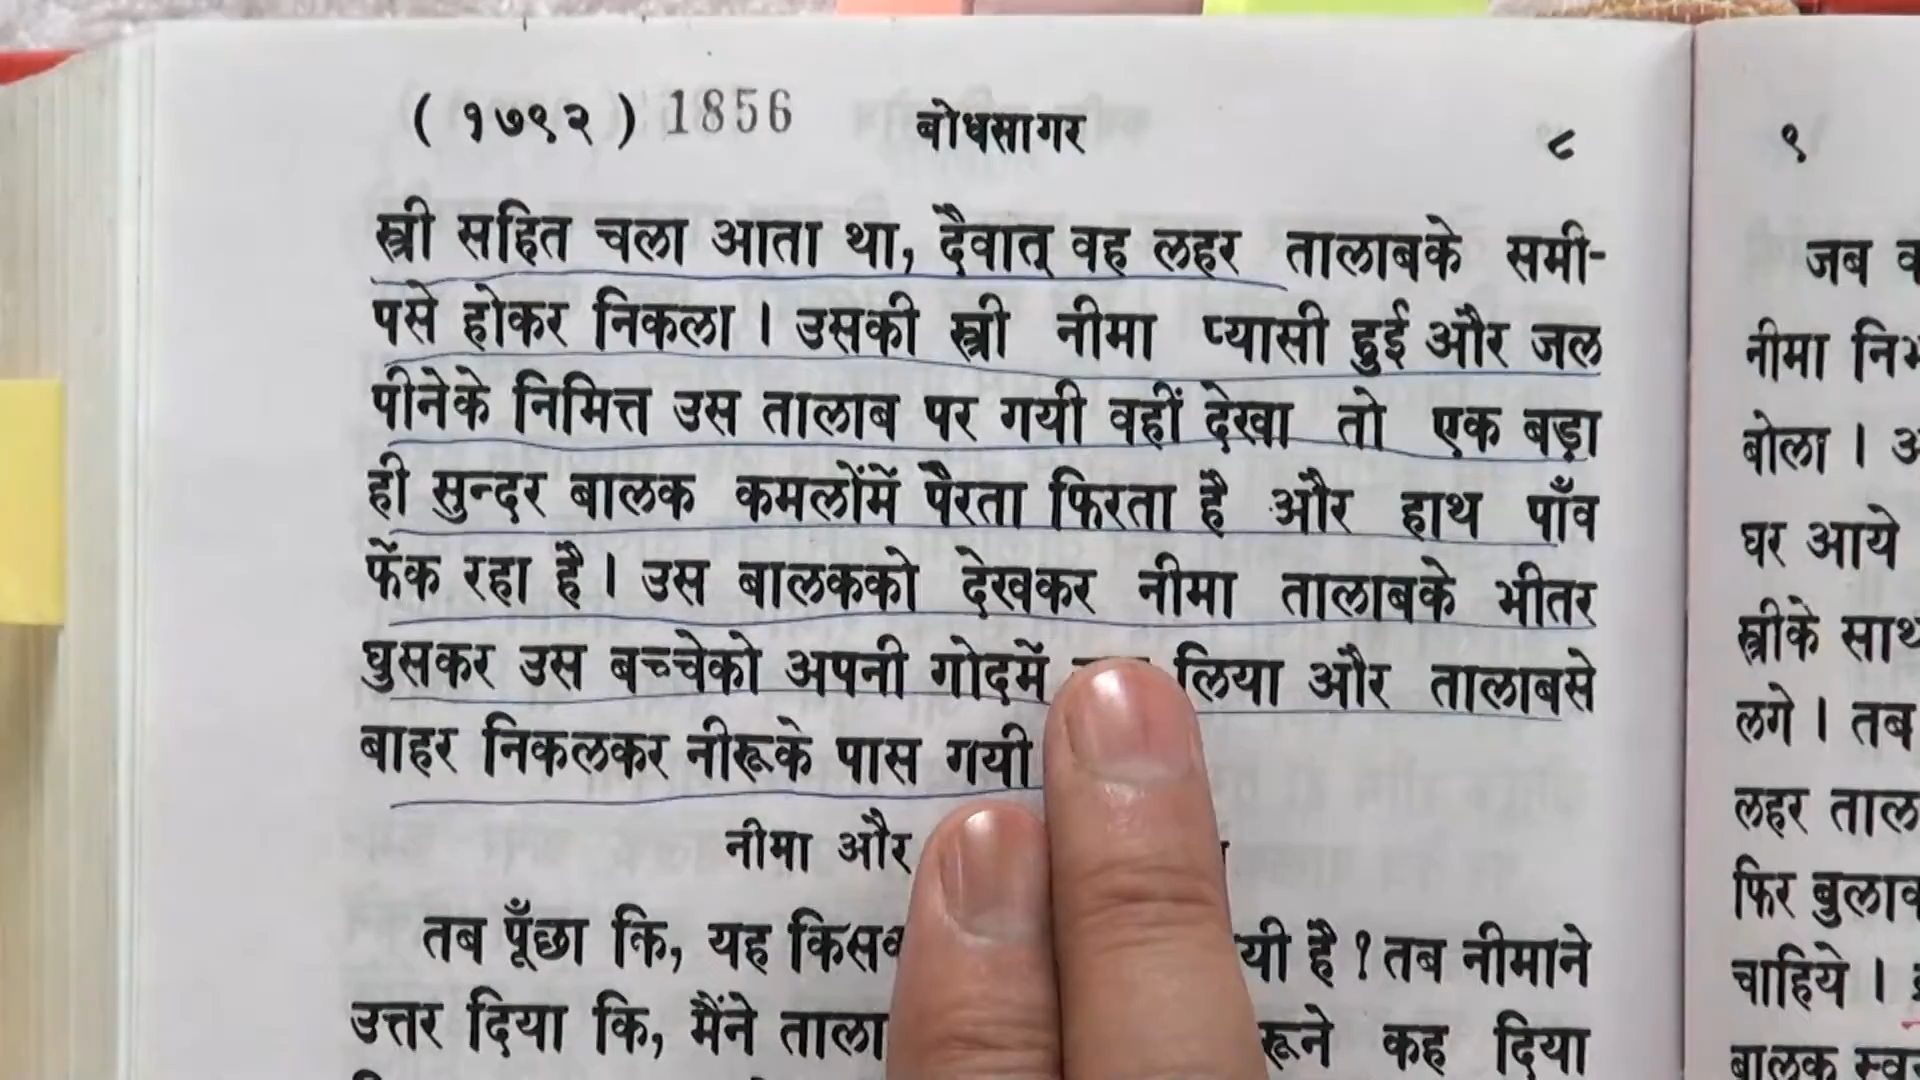 ( १७९२ ) 1856 बोधसागर ८
स्त्री सहित चला आता था, दैवात् वह लहर तालाबके समी-
पसे होकर निकला । उसकी स्त्री नीमा प्यासी हुई और जल
पीनेके निमित्त उस तालाब पर गयी वहीं देखा तो एक बड़ा
ही सुन्दर बालक कमलोंमें पैरता फिरता है और हाथ पाँव
फेंक रहा है । उस बालकको देखकर नीमा तालाबके भीतर
घुसकर उस बच्चेको अपनी गोदमें लिया और तालाबसे
बाहर निकलकर नीरूके पास गयी
नीमा और
तब पूँछा कि, यह है ? तब नीमाने
उत्तर दिया कि, मैंने कह दिया
९
जब
नीमा
बोला ।
घर आये
स्त्रीके
लगे । तब
लहर
फिर
चाहिये ।
बालक